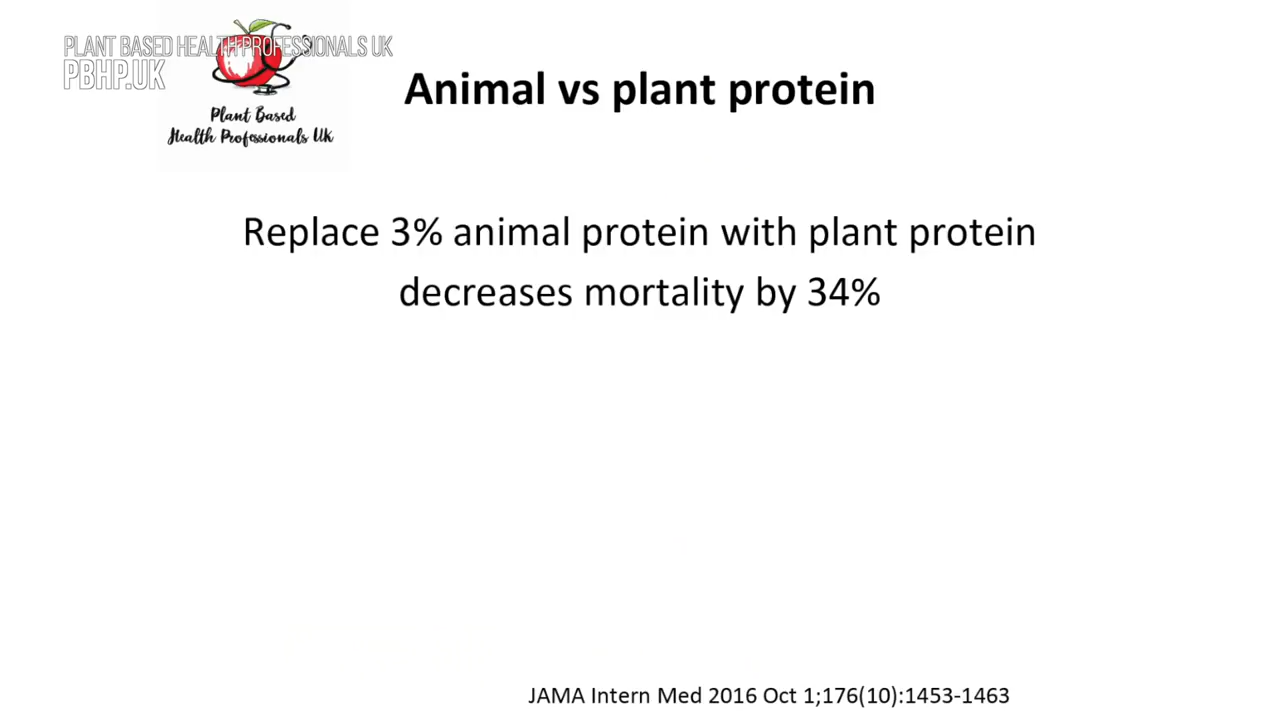 PLANT BASED HEALTH PROFESSIONALS UK
PBHP.UK
Plant Based
Health Professionals UK
Animal vs plant protein
Replace 3% animal protein with plant protein
decreases mortality by 34%
JAMA Intern Med 2016 Oct 1;176(10):1453-1463